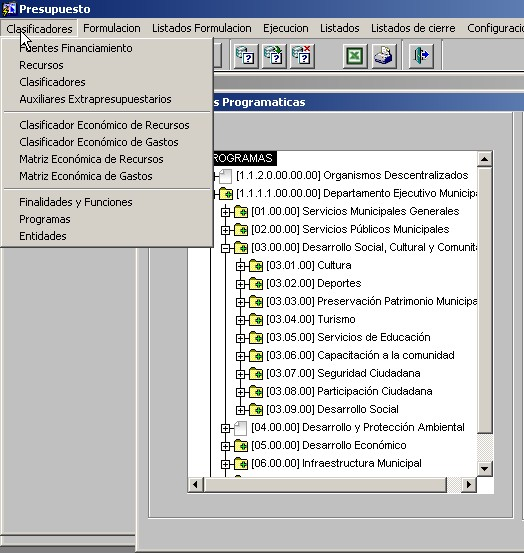 Presupuesto
Clasificadores Formulacion Listados Formulacion Ejecucion Listados Listados de cierre Configuraci
Fuentes Financiamiento
Recursos
Clasificadores
Auxiliares Extrapresupuestarios
Clasificador Económico de Recursos
Clasificador Económico de Gastos
Matriz Económica de Recursos
Matriz Económica de Gastos
Finalidades y Funciones
Programas
Entidades
s Programaticas
ROGRAMAS
[1.1.2.0.00.00.00] Organismos Descentralizados
[1.1.1.1.00.00.00] Departamento Ejecutivo Municipa
[01.00.00] Servicios Municipales Generales
[02.00.00] Servicios Públicos Municipales
[03.00.00] Desarrollo Social, Cultural y Comunit
[03.01.00] Cultura
[03.02.00] Deportes
[03.03.00] Preservación Patrimonio Municipa
[03.04.00] Turismo
[03.05.00] Servicios de Educación
[03.06.00] Capacitación a la comunidad
[03.07.00] Seguridad Ciudadana
[03.08.00] Participación Ciudadana
[03.09.00] Desarrollo Social
[04.00.00] Desarrollo y Protección Ambiental
[05.00.00] Desarrollo Económico
[06.00.00] Infraestructura Municipal